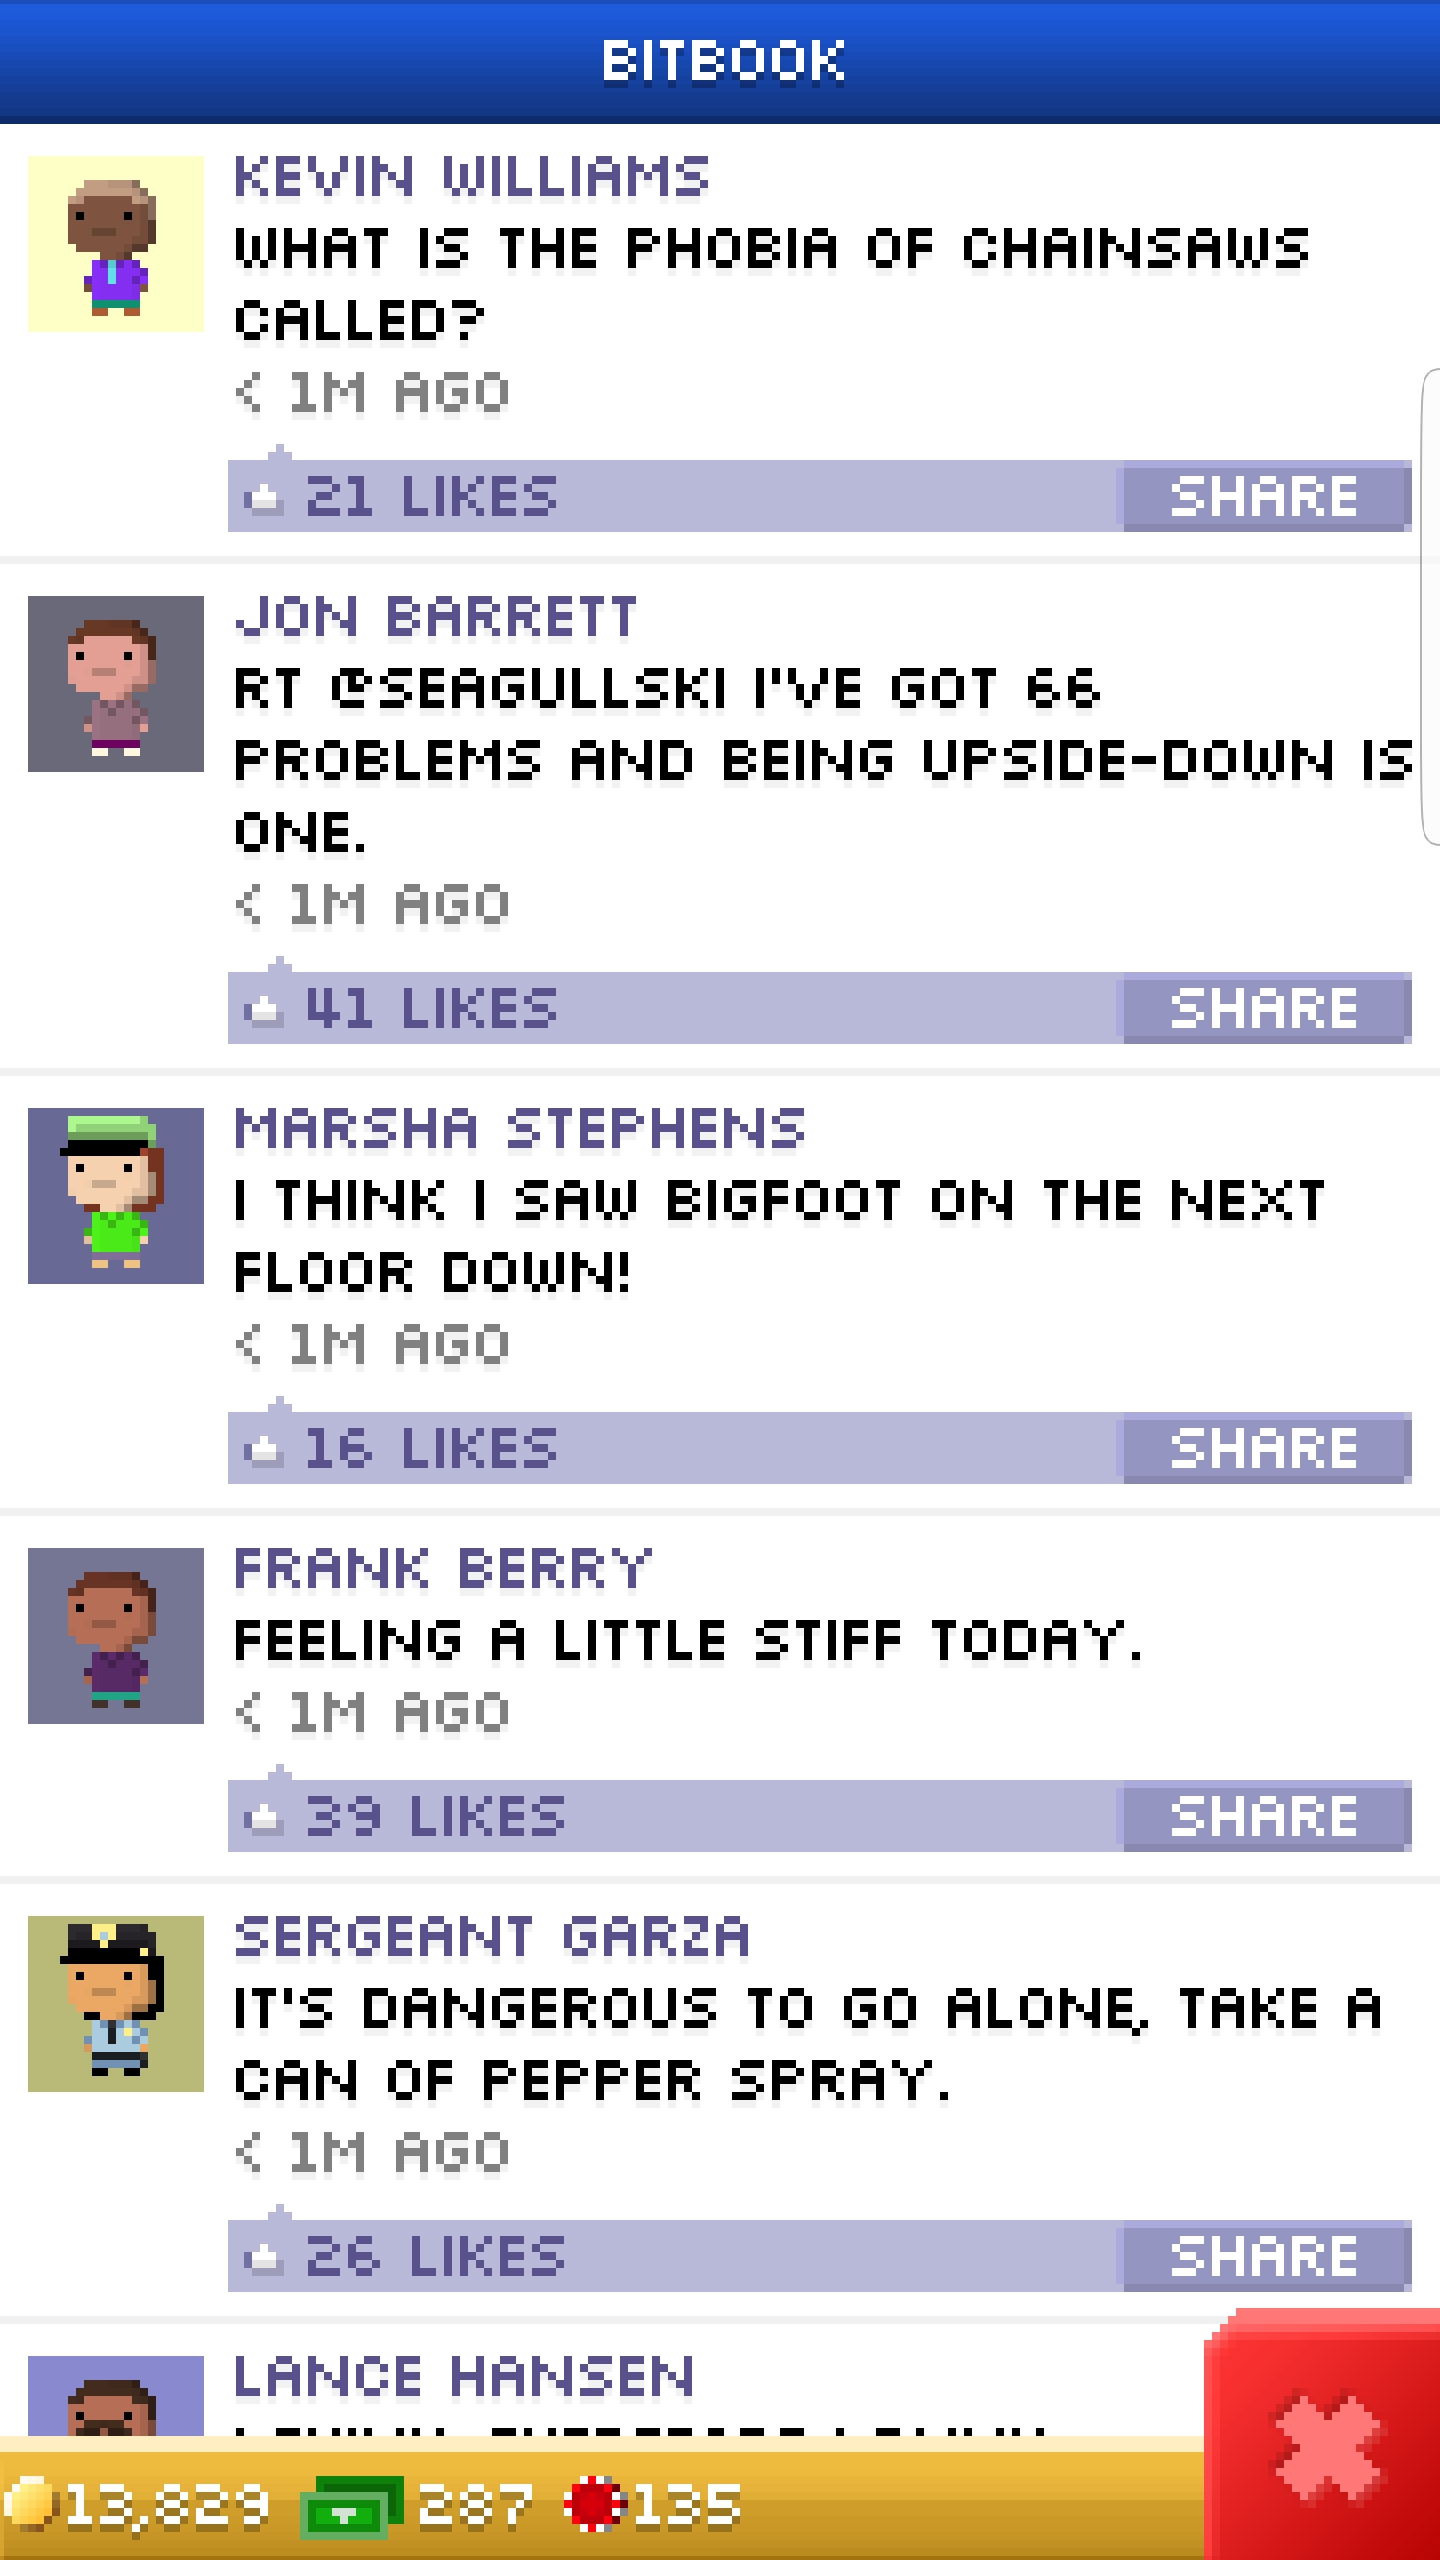 BITBOOK
KEVIN WILLIAMS
WHAT IS THE PHOBIA OF CHAINSAWS
CALLED?
< 1M AGO
21 LIKES SHARE
JON BARRETT
RT @SEAGULLSKI I'VE GOT 66
PROBLEMS AND BEING UPSIDE-DOWN IS
ONE.
< 1M AGO
41 LIKES SHARE
MARSHA STEPHENS
I THINK I SAW BIGFOOT ON THE NEXT
FLOOR DOWN!
< 1M AGO
16 LIKES SHARE
FRANK BERRY
FEELING A LITTLE STIFF TODAY.
< 1M AGO
39 LIKES SHARE
SERGEANT GARZA
IT'S DANGEROUS TO GO ALONE, TAKE A
CAN OF PEPPER SPRAY.
< 1M AGO
26 LIKES SHARE
LANCE HANSEN
13,829 287 135